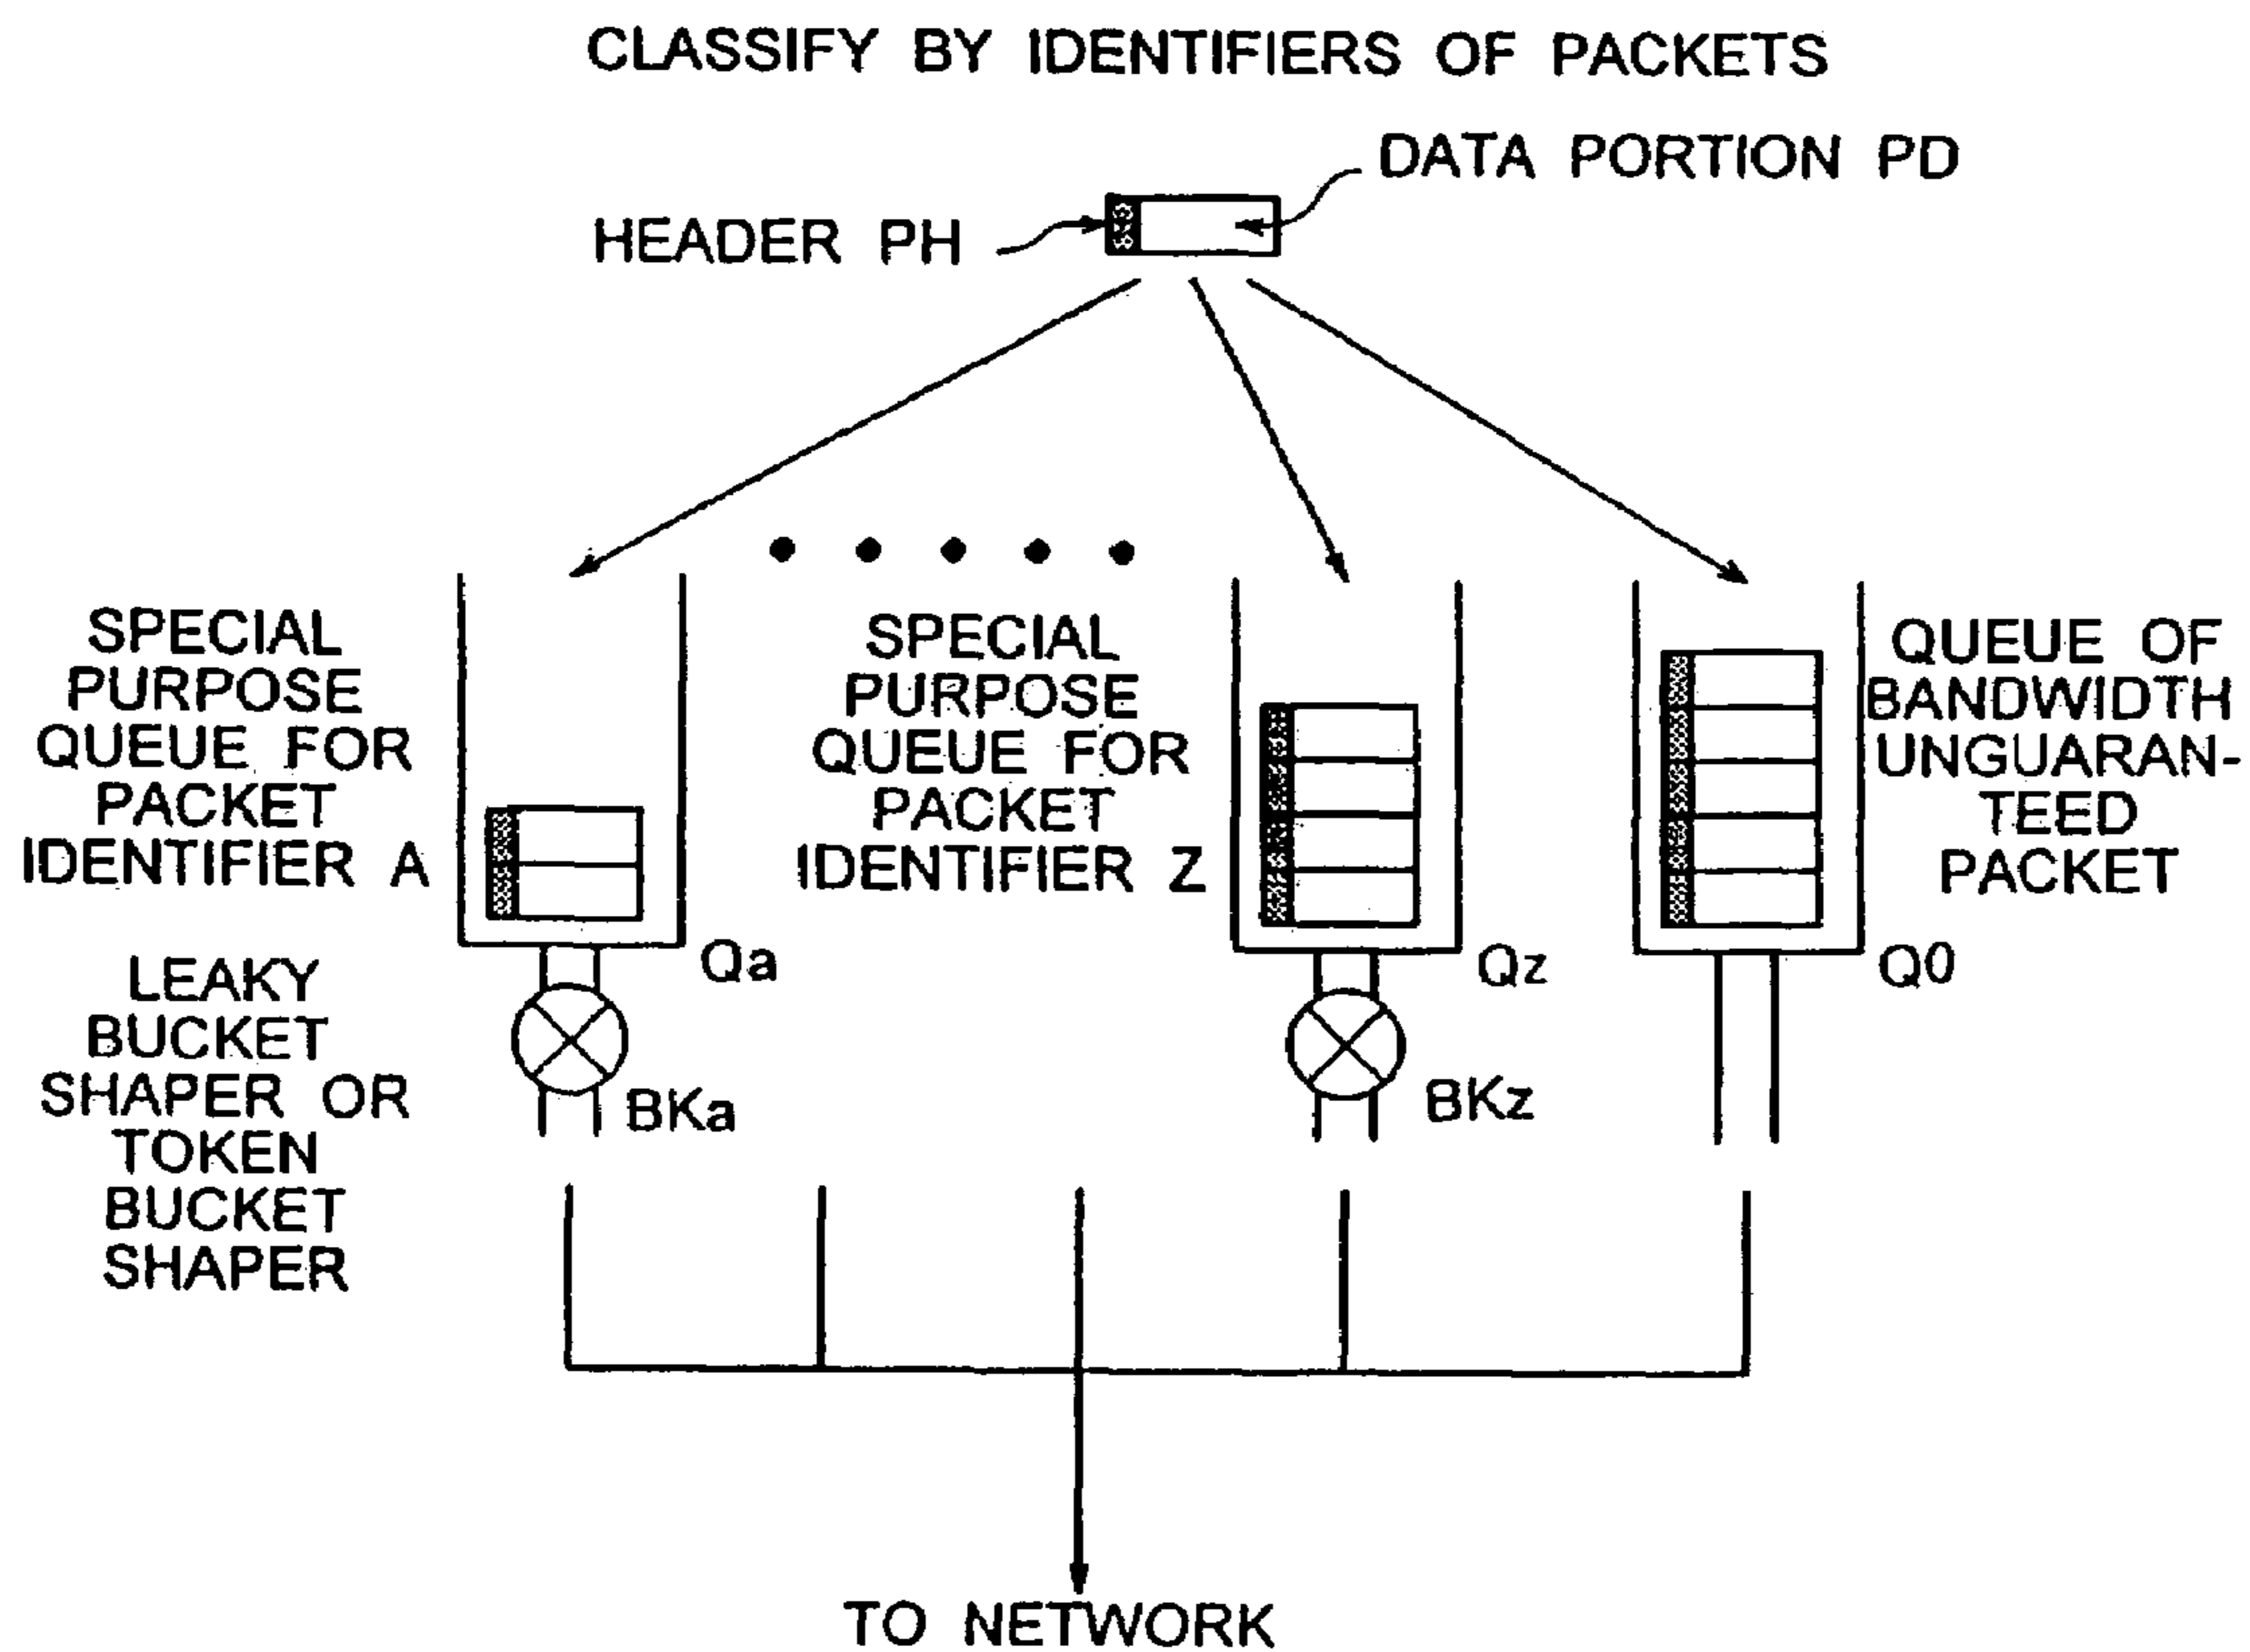 CLASSIFY BY IDENTIFIERS OF PACKETS
DATA PORTION PD
HEADER PH
SPECIAL
PURPOSE
QUEUE FOR
PACKET
IDENTIFIER A
SPECIAL
PURPOSE
QUEUE FOR
PACKET
IDENTIFIER Z
QUEUE OF
BANDWIDTH
UNGUARAN-
TEED
PACKET
Qa
Qz
Q0
LEAKY
BUCKET
SHAPER OR
TOKEN
BUCKET
SHAPER
BKa
BKz
TO NETWORK